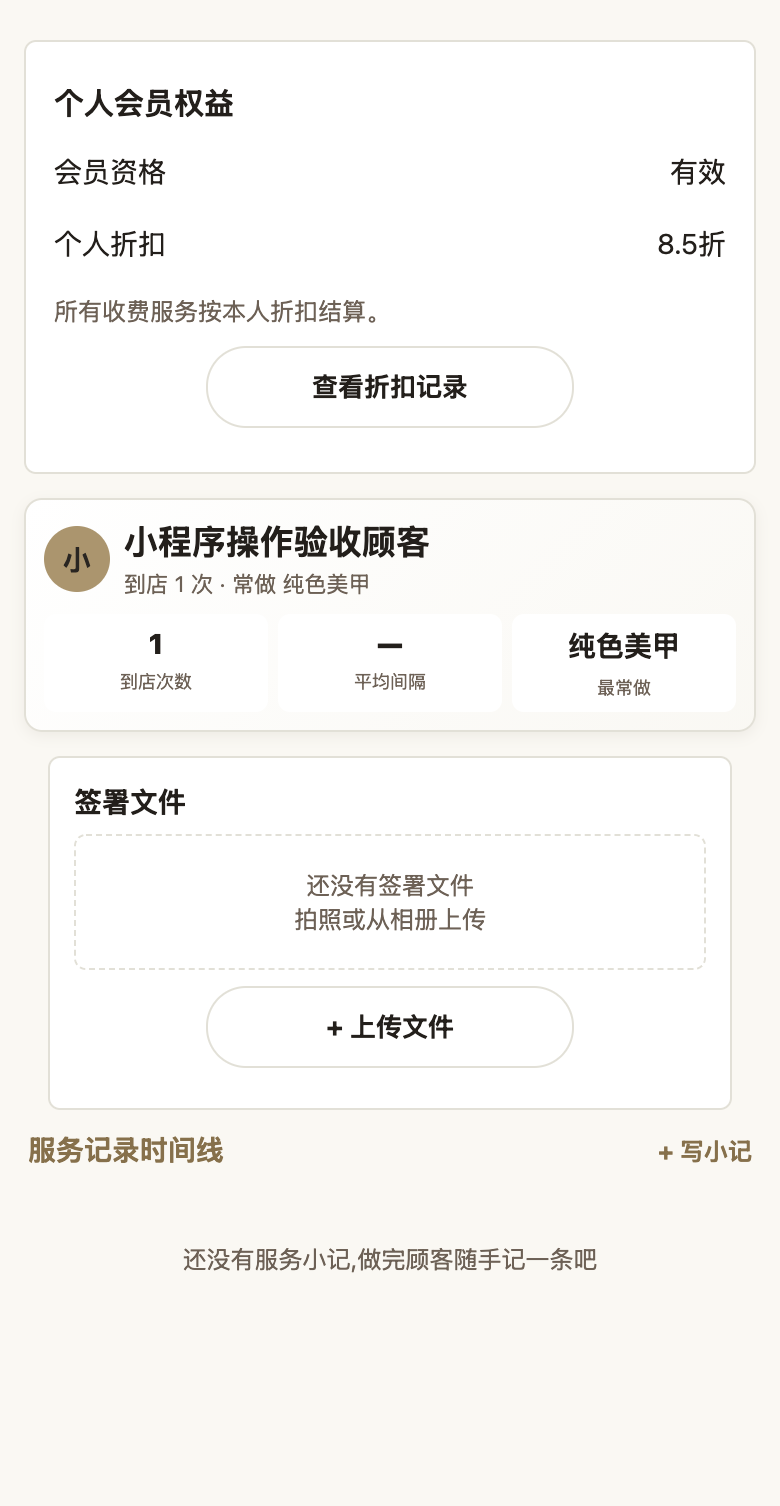 个人会员权益
会员资格 有效
个人折扣 8.5折
所有收费服务按本人折扣结算。
查看折扣记录
小 小程序操作验收顾客
到店 1 次 · 常做 纯色美甲
1 — 纯色美甲
到店次数 平均间隔 最常做
签署文件
还没有签署文件
拍照或从相册上传
+ 上传文件
服务记录时间线 + 写小记
还没有服务小记,做完顾客随手记一条吧